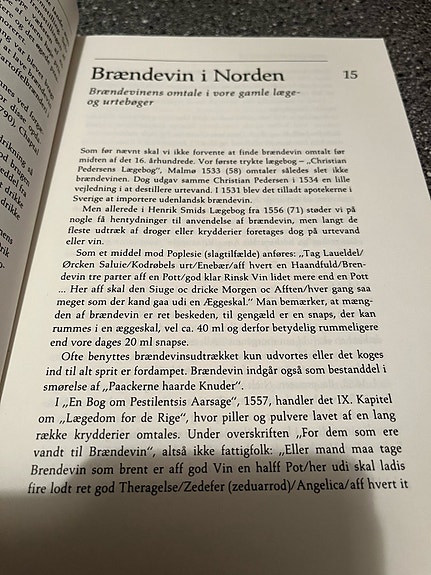 Brændevin i Norden 15
Brændevinens omtale i vore gamle læge-
og urtebøger
Som før nævnt skal vi ikke forvente at finde brændevin omtalt før
midten af det 16. århundrede. Vor første trykte lægebog – „Christian
Pedersens Lægebog", Malmø 1533 (58) omtaler således slet ikke
brændevinen. Dog udgav samme Christian Pedersen i 1534 en lille
vejledning i at destillere urtevand. I 1531 blev det tilladt apotekerne i
Sverige at importere udenlandsk brændevin.
Men allerede i Henrik Smids Lægebog fra 1556 (71) støder vi på
nogle få hentydninger til anvendelse af brændevin, men langt de
fleste udtræk af droger eller krydderier foretages dog på urtevand
eller vin.
Som et middel mod Poplesie (slagtilfælde) anføres: „Tag Laueldel/
Ørcken Saluie/Kodrøbels urt/Enebær/aff hvert en Haandfuld/Bren-
devin tre parter aff en Pott/god klar Rinsk Vin lidet mere end en Pott
... Her aff skal den Siuge oc dricke Morgen oc Afften/hver gang saa
meget som der kand gaa udi en Æggeskal." Man bemærker, at mæng-
den af brændevin er ret beskeden, til gengæld er en snaps, der kan
rummes i en æggeskal, vel ca. 40 ml og derfor betydelig rummeligere
end vore dages 20 ml snapse.
Ofte benyttes brændevinsudtrækket kun udvortes eller det koges
ind til alt sprit er fordampet. Brændevin indgår også som bestanddel i
smørelse af „Paackerne haarde Knuder".
I „En Bog om Pestilentsis Aarsage", 1557, handler det IX. Kapitel
om „Lægedom for de Rige", hvor piller og pulvere lavet af en lang
række krydderier omtales. Under overskriften „For dem som ere
vandt til Brændevin", altså ikke fattigfolk: „Eller mand maa tage
Brendevin som brent er aff god Vin en halff Pot/her udi skal ladis
fire lodt ret god Theragelse/Zedefer (zeduarrod)/Angelica/aff hvert it